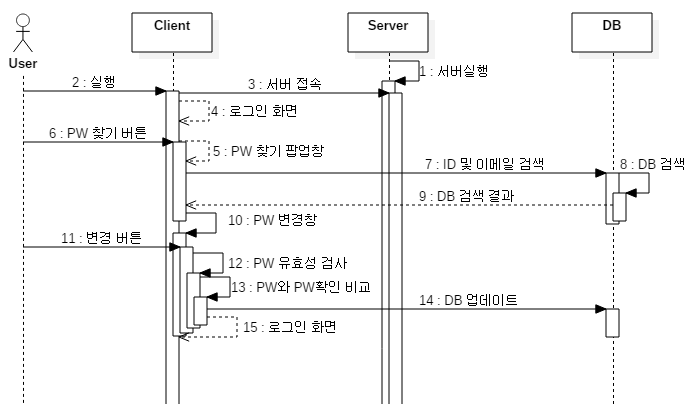 Client
Server
DB
User
1 : 서버실행
2 : 실행
3 : 서버 접속
4 : 로그인 화면
6 : PW 찾기 버튼
5 : PW 찾기 팝업창
7 : ID 및 이메일 검색
8 : DB 검색
9 : DB 검색 결과
10 : PW 변경창
11 : 변경 버튼
12 : PW 유효성 검사
13 : PW와 PW확인 비교
14 : DB 업데이트
15 : 로그인 화면